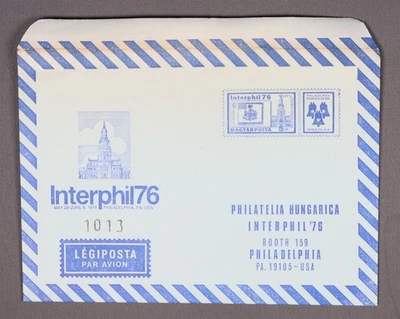 Interphil 76
MAGYAR POSTA
Interphil76
MAY 29-JUNE 6, 1976 PHILADELPHIA, PA. USA
1013
LÉGIPOSTA
PAR AVION
PHILATELIA HUNGARICA
INTERPHIL'76
BOOTH 159
PHILADELPHIA
PA. 19105-USA